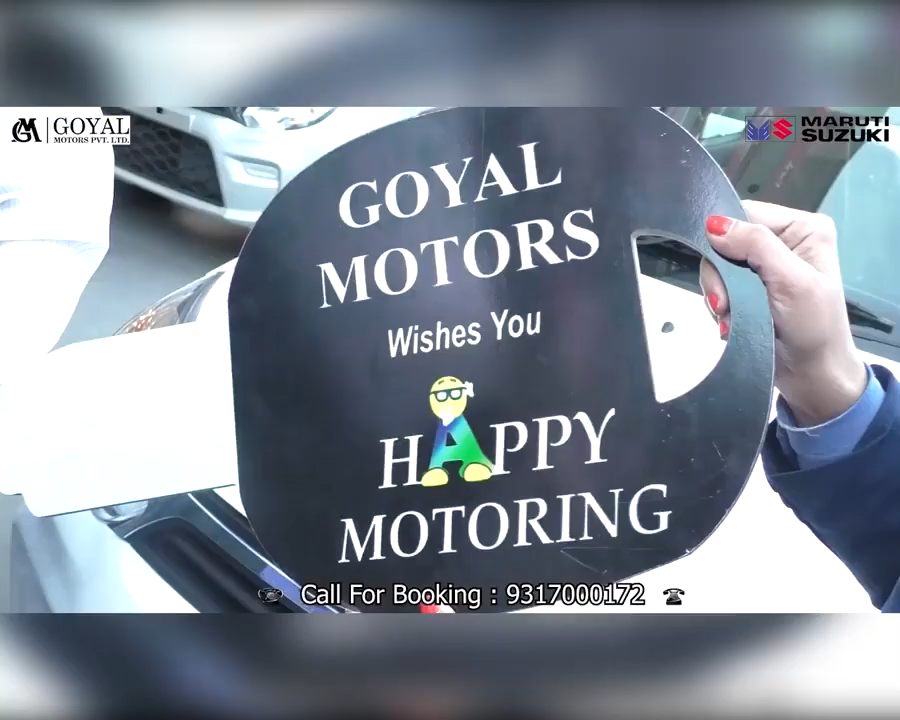 GOYAL
MOTORS PVT. LTD.
MARUTI
SUZUKI
GOYAL
MOTORS
Wishes You
HAPPY
MOTORING
Call For Booking : 9317000172